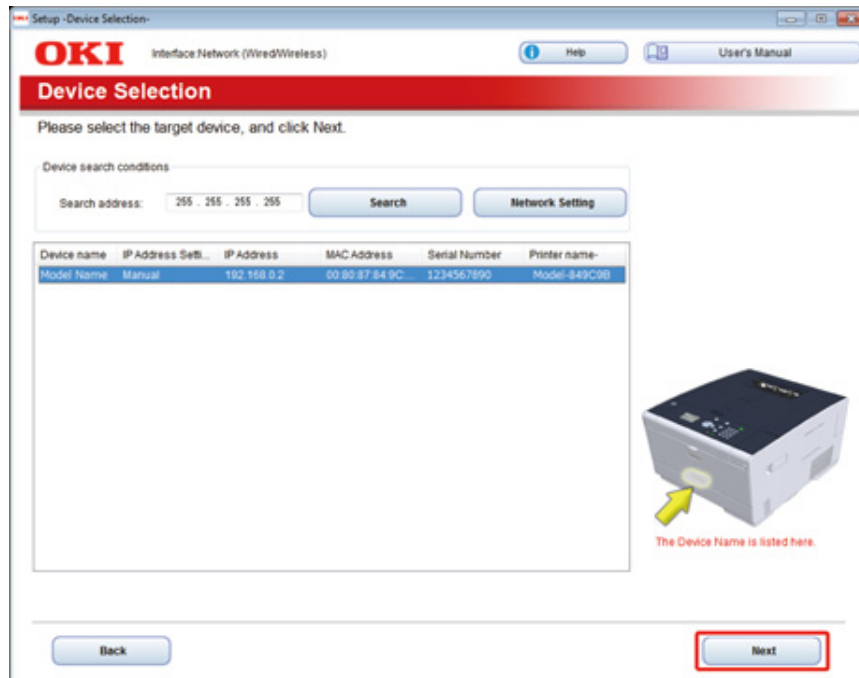 Setup -Device Selection-
OKI Interface:Network (Wired/Wireless) Help User's Manual
Device Selection
Please select the target device, and click Next.
Device search conditions
Search address: 255 . 255 . 255 . 255 Search Network Setting
Device name IP Address Setti... IP Address MAC Address Serial Number Printer name-
Model Name Manual 192.168.0.2 00:80:87:84:9C:... 1234567890 Model-849C9B
The Device Name is listed here.
Back Next